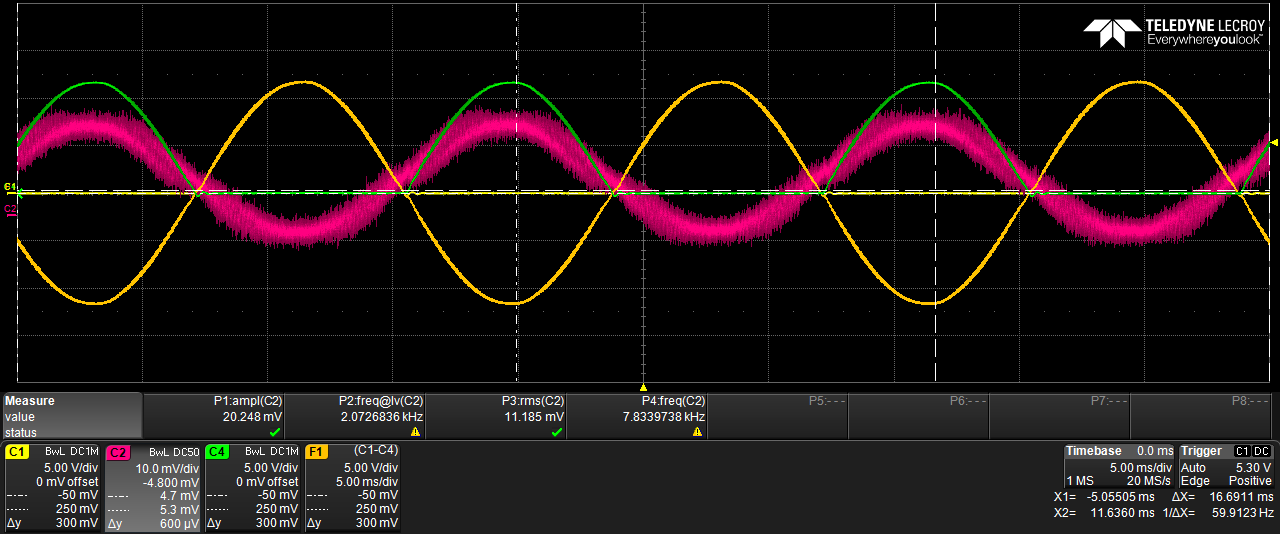 TELEDYNE LECROY
Everywhereyoulook™
C2
Measure P1:ampl(C2) P2:freq@lv(C2) P3:rms(C2) P4:freq(C2) P5:--- P6:--- P7:--- P8:---
value 20.248 mV 2.0726836 kHz 11.185 mV 7.8339738 kHz
status
C1 BwL DC1M C2 BwL DC50 C4 BwL DC1M F1 (C1-C4) Timebase 0.0 ms Trigger C1 DC
5.00 V/div 10.0 mV/div 5.00 V/div 5.00 V/div 5.00 ms/div Auto 5.30 V
0 mV offset -4.800 mV 0 mV offset 5.00 ms/div 1 MS 20 MS/s Edge Positive
-50 mV 4.7 mV -50 mV -50 mV X1= -5.05505 ms ΔX= 16.6911 ms
250 mV 5.3 mV 250 mV 250 mV X2= 11.6360 ms 1/ΔX= 59.9123 Hz
Δy 300 mV Δy 600 µV Δy 300 mV Δy 300 mV